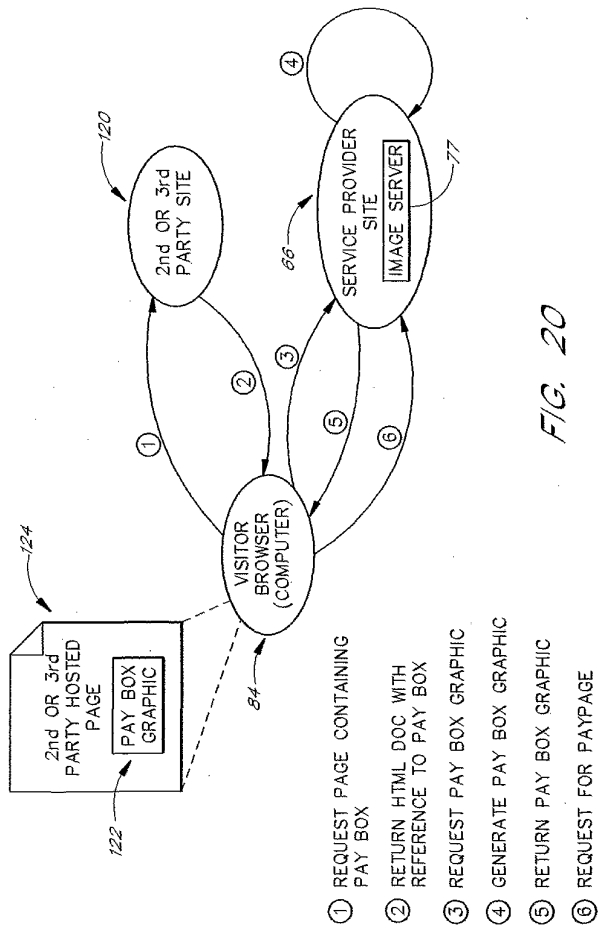 124
2nd OR 3rd
PARTY HOSTED
PAGE
PAY BOX
GRAPHIC
122
84
VISITOR
BROWSER
(COMPUTER)
1
2
120
2nd OR 3rd
PARTY SITE
3
5
6
66
SERVICE PROVIDER
SITE
IMAGE SERVER
77
4
1 REQUEST PAGE CONTAINING
PAY BOX
2 RETURN HTML DOC WITH
REFERENCE TO PAY BOX
3 REQUEST PAY BOX GRAPHIC
4 GENERATE PAY BOX GRAPHIC
5 RETURN PAY BOX GRAPHIC
6 REQUEST FOR PAYPAGE
FIG. 20